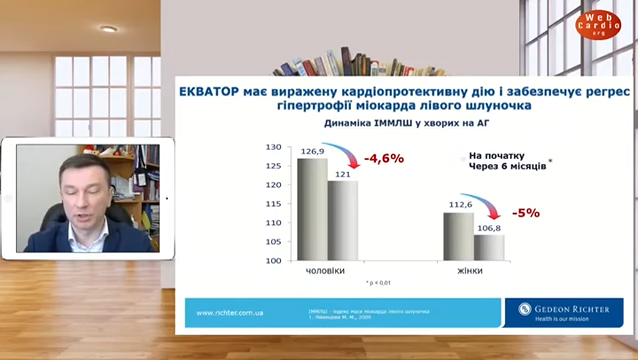 Web
Cardio
org
ЕКВАТОР має виражену кардіопротективну дію і забезпечує регрес
гіпертрофії міокарда лівого шлуночка
Динаміка ІММЛШ у хворих на АГ
130
125
120
115
110
105
100
126,9
121
-4,6%
112,6
106,8
-5%
На початку
Через 6 місяців *
чоловіки
жінки
* p < 0,01
www.richter.com.ua
ІММЛШ - індекс маси міокарда лівого шлуночка
GEDEON RICHTER
Health is our mission